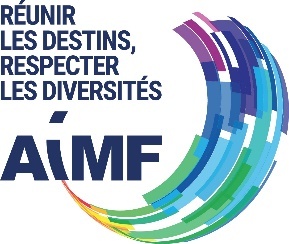 RÉUNIR
LES DESTINS,
RESPECTER
LES DIVERSITÉS
AiMF